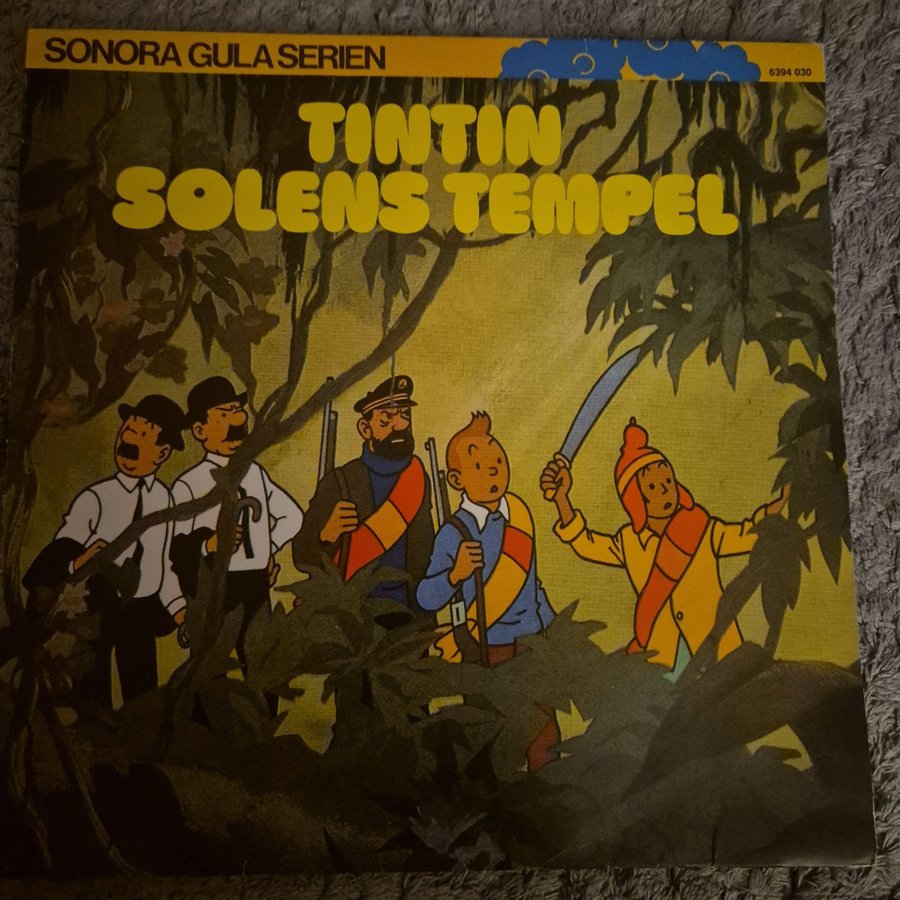 SONORA GULA SERIEN
6394 030
TINTIN
SOLENS TEMPEL